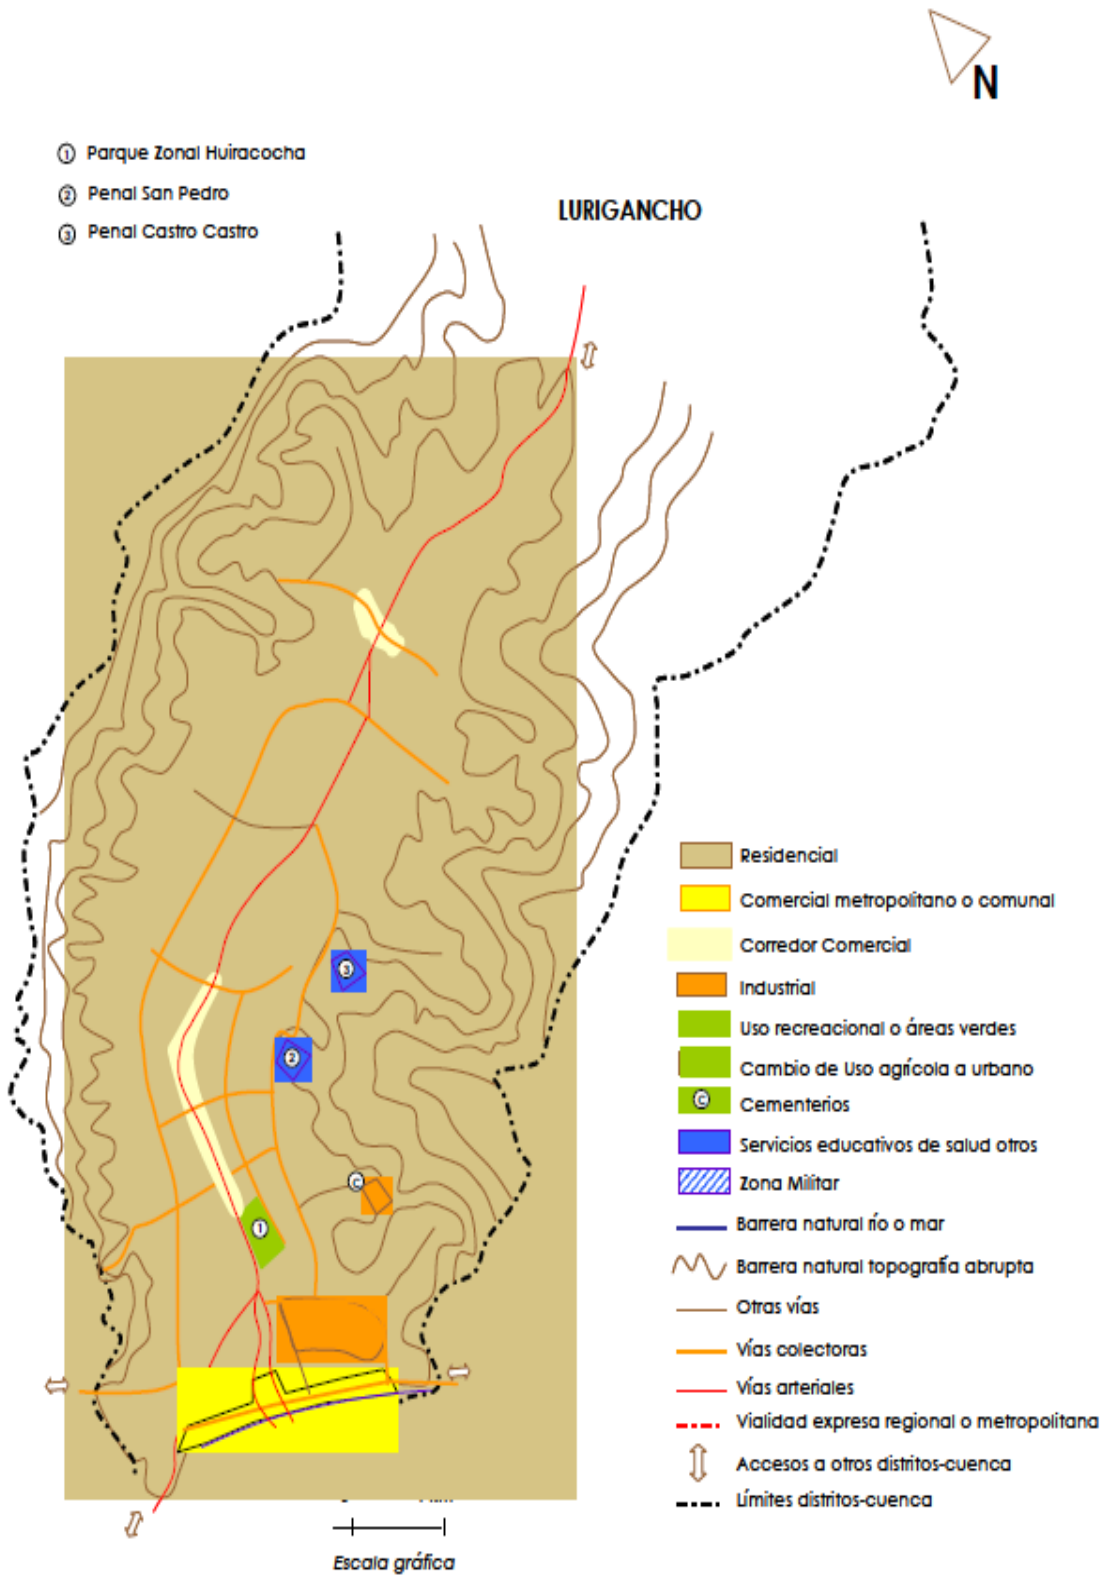 N
① Parque Zonal Huiracocha
② Penal San Pedro
③ Penal Castro Castro
LURIGANCHO
3
2
C
1
Residencial
Comercial metropolitano o comunal
Corredor Comercial
Industrial
Uso recreacional o áreas verdes
Cambio de Uso agrícola a urbano
C Cementerios
Servicios educativos de salud otros
Zona Militar
Barrera natural río o mar
Barrera natural topografía abrupta
Otras vías
Vías colectoras
Vías arteriales
Vialidad expresa regional o metropolitana
Accesos a otros distritos-cuenca
Límites distritos-cuenca
Escala gráfica